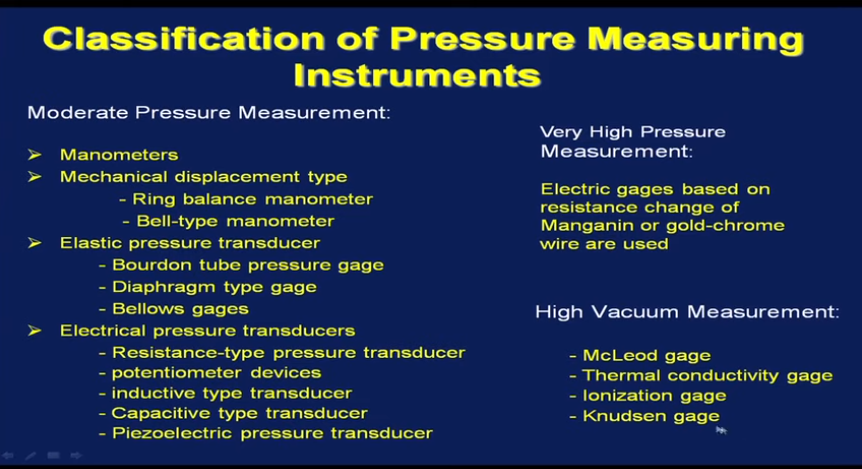 Classification of Pressure Measuring
Instruments
Moderate Pressure Measurement:
➢ Manometers
➢ Mechanical displacement type
- Ring balance manometer
- Bell-type manometer
➢ Elastic pressure transducer
- Bourdon tube pressure gage
- Diaphragm type gage
- Bellows gages
➢ Electrical pressure transducers
- Resistance-type pressure transducer
- potentiometer devices
- inductive type transducer
- Capacitive type transducer
- Piezoelectric pressure transducer
Very High Pressure
Measurement:
Electric gages based on
resistance change of
Manganin or gold-chrome
wire are used
High Vacuum Measurement:
- McLeod gage
- Thermal conductivity gage
- Ionization gage
- Knudsen gage